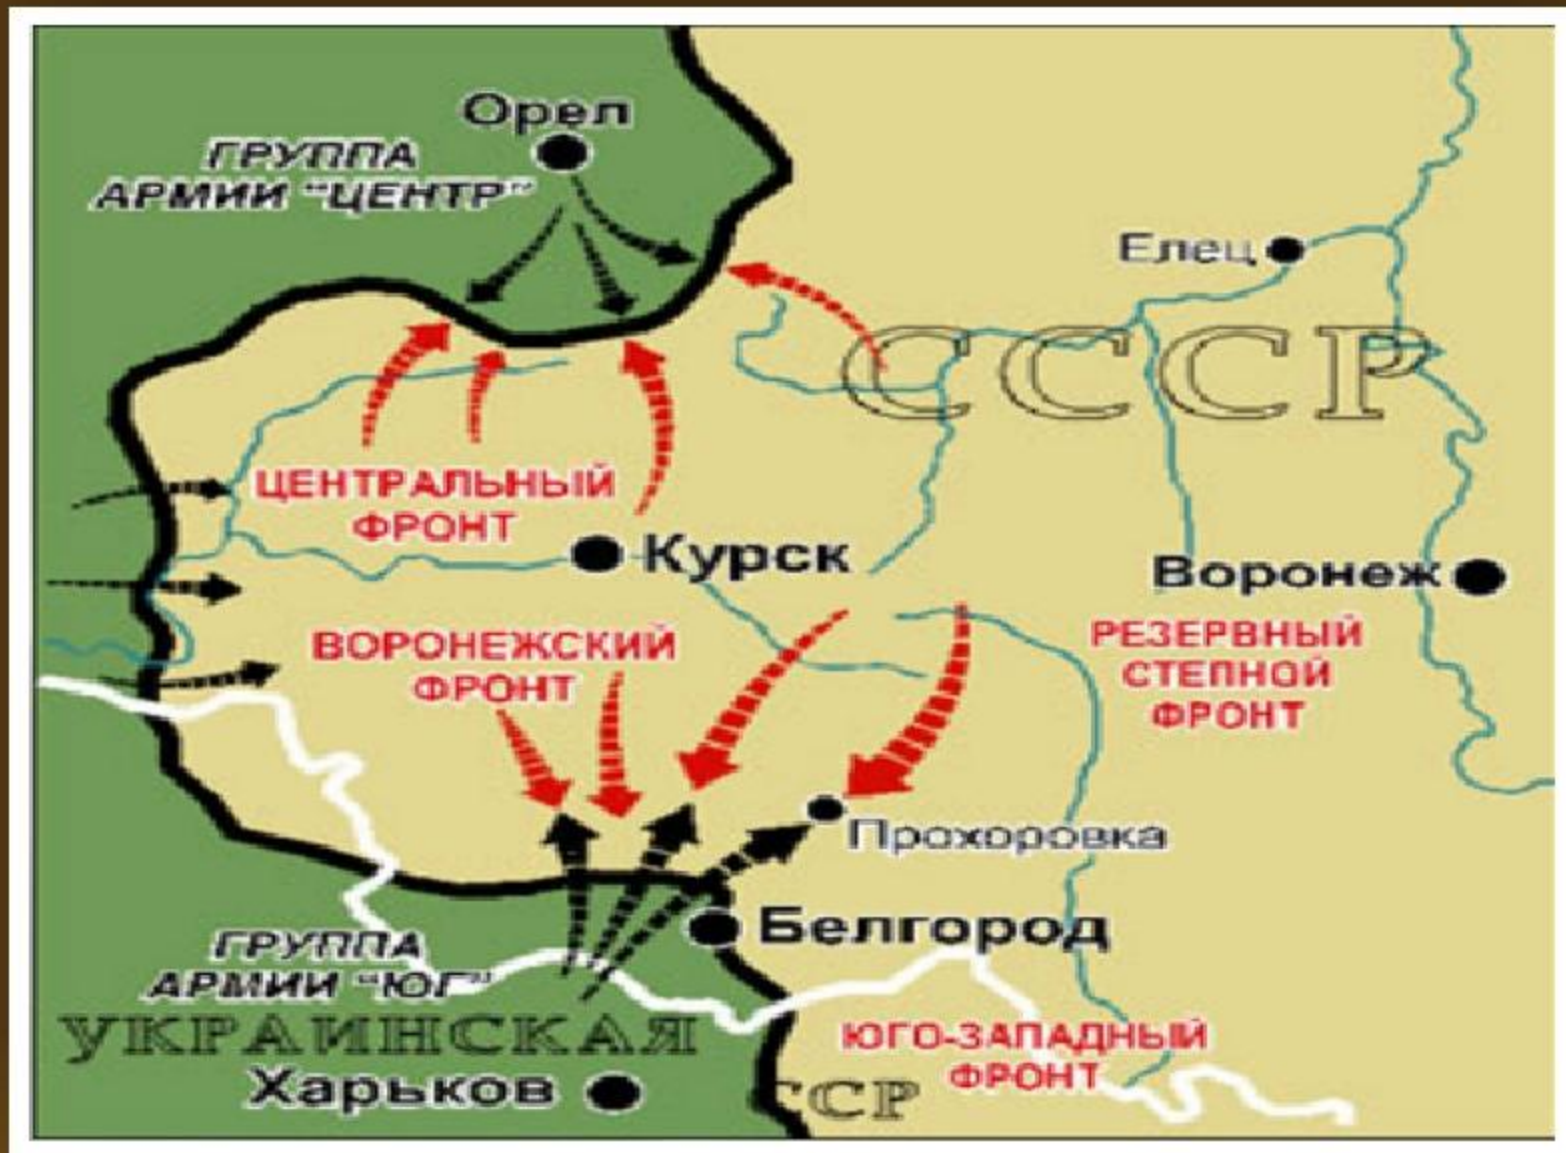 Орел
ГРУППА
АРМИИ "ЦЕНТР"
Елец
СССР
ЦЕНТРАЛЬНЫЙ
ФРОНТ
Курск
Воронеж
ВОРОНЕЖСКИЙ
ФРОНТ
РЕЗЕРВНЫЙ
СТЕПНОЙ
ФРОНТ
Прохоровка
Белгород
ГРУППА
АРМИИ "ЮГ"
УКРАИНСКАЯ
ССР
Харьков
ЮГО-ЗАПАДНЫЙ
ФРОНТ